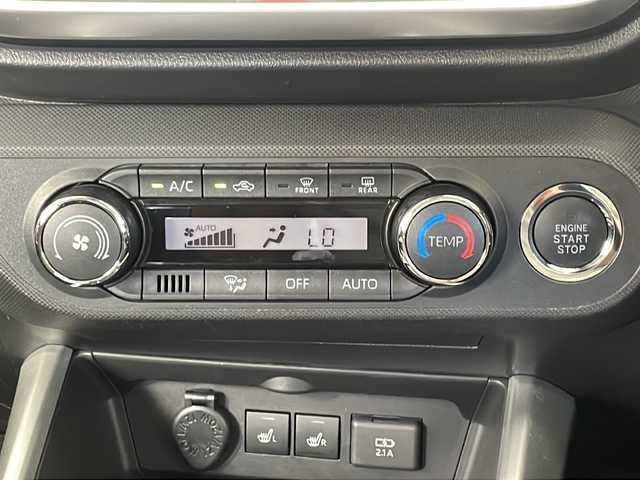 A/C
FRONT
REAR
AUTO
LO
TEMP
ENGINE
START
STOP
OFF
AUTO
L
R
2.1A